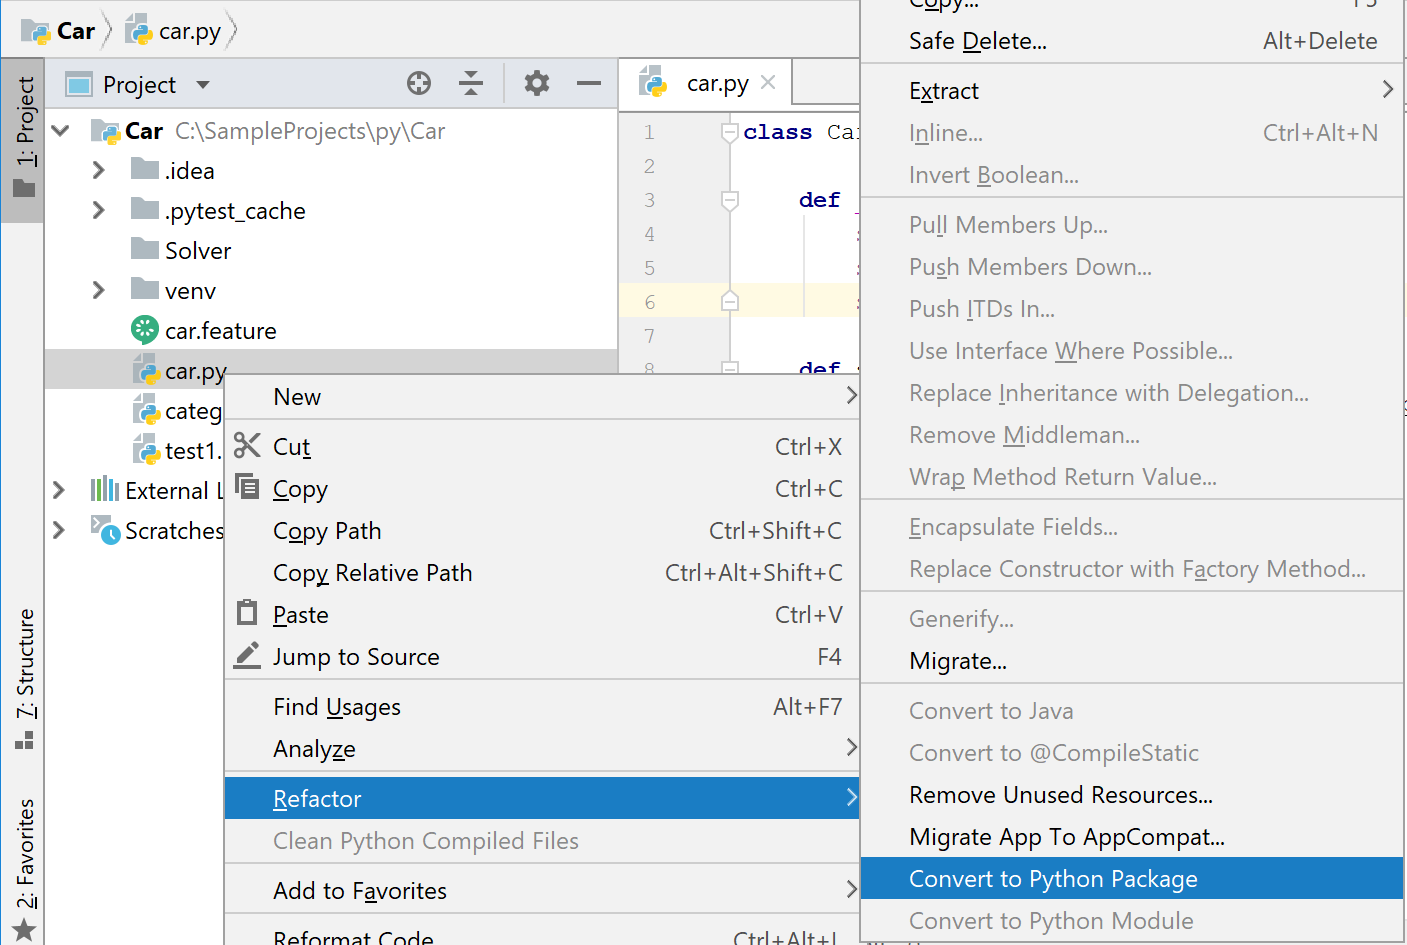 Car
car.py
Project
1: Project
7: Structure
2: Favorites
Car C:\SampleProjects\py\Car
.idea
.pytest_cache
Solver
venv
car.feature
car.py
categ
test1.
External L
Scratches
car.py
1 class Car
2
3 def _
4
5
6
7
8 def
New
Cut Ctrl+X
Copy Ctrl+C
Copy Path Ctrl+Shift+C
Copy Relative Path Ctrl+Alt+Shift+C
Paste Ctrl+V
Jump to Source F4
Find Usages Alt+F7
Analyze
Refactor
Clean Python Compiled Files
Add to Favorites
Reformat Code Ctrl+Alt+L
Copy... F5
Safe Delete... Alt+Delete
Extract
Inline... Ctrl+Alt+N
Invert Boolean...
Pull Members Up...
Push Members Down...
Push ITDs In...
Use Interface Where Possible...
Replace Inheritance with Delegation...
Remove Middleman...
Wrap Method Return Value...
Encapsulate Fields...
Replace Constructor with Factory Method...
Generify...
Migrate...
Convert to Java
Convert to @CompileStatic
Remove Unused Resources...
Migrate App To AppCompat...
Convert to Python Package
Convert to Python Module